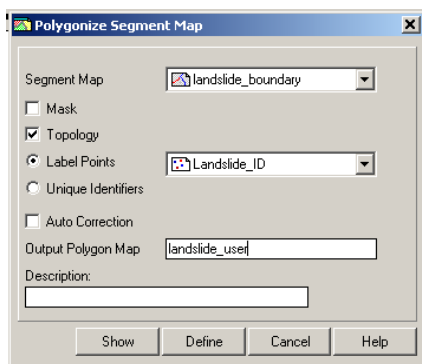 Polygonize Segment Map
Segment Map landslide_boundary
Mask
Topology
Label Points Landslide_ID
Unique Identifiers
Auto Correction
Output Polygon Map landslide_user
Description:
Show Define Cancel Help